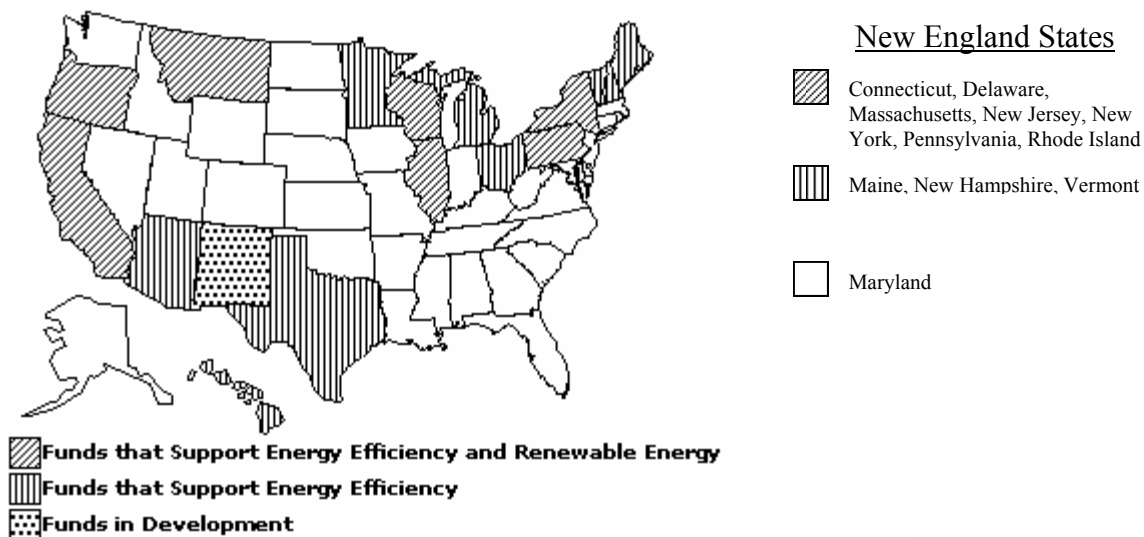 New England States
Connecticut, Delaware,
Massachusetts, New Jersey, New
York, Pennsylvania, Rhode Island
Maine, New Hampshire, Vermont
Maryland
Funds that Support Energy Efficiency and Renewable Energy
Funds that Support Energy Efficiency
Funds in Development